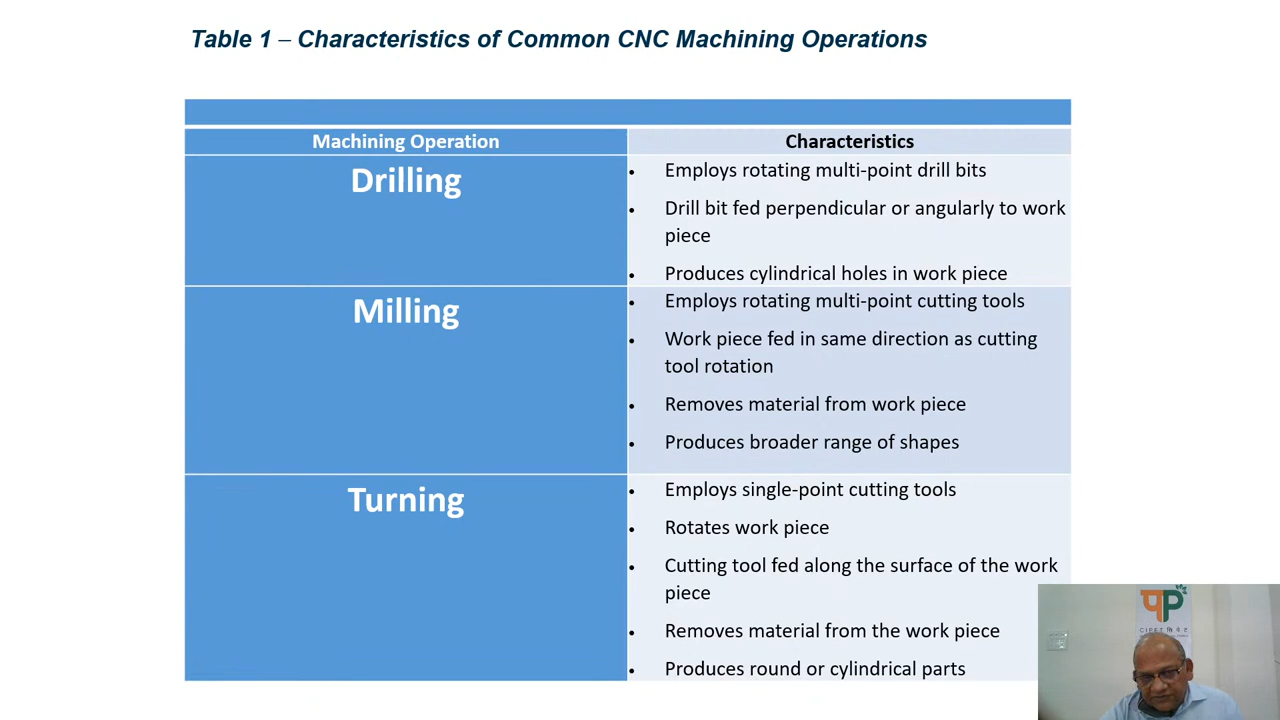 Table 1 – Characteristics of Common CNC Machining Operations
Machining Operation
Characteristics
Drilling
• Employs rotating multi-point drill bits
• Drill bit fed perpendicular or angularly to work
piece
• Produces cylindrical holes in work piece
Milling
• Employs rotating multi-point cutting tools
• Work piece fed in same direction as cutting
tool rotation
• Removes material from work piece
• Produces broader range of shapes
Turning
• Employs single-point cutting tools
• Rotates work piece
• Cutting tool fed along the surface of the work
piece
• Removes material from the work piece
• Produces round or cylindrical parts
CIPET सिपेट